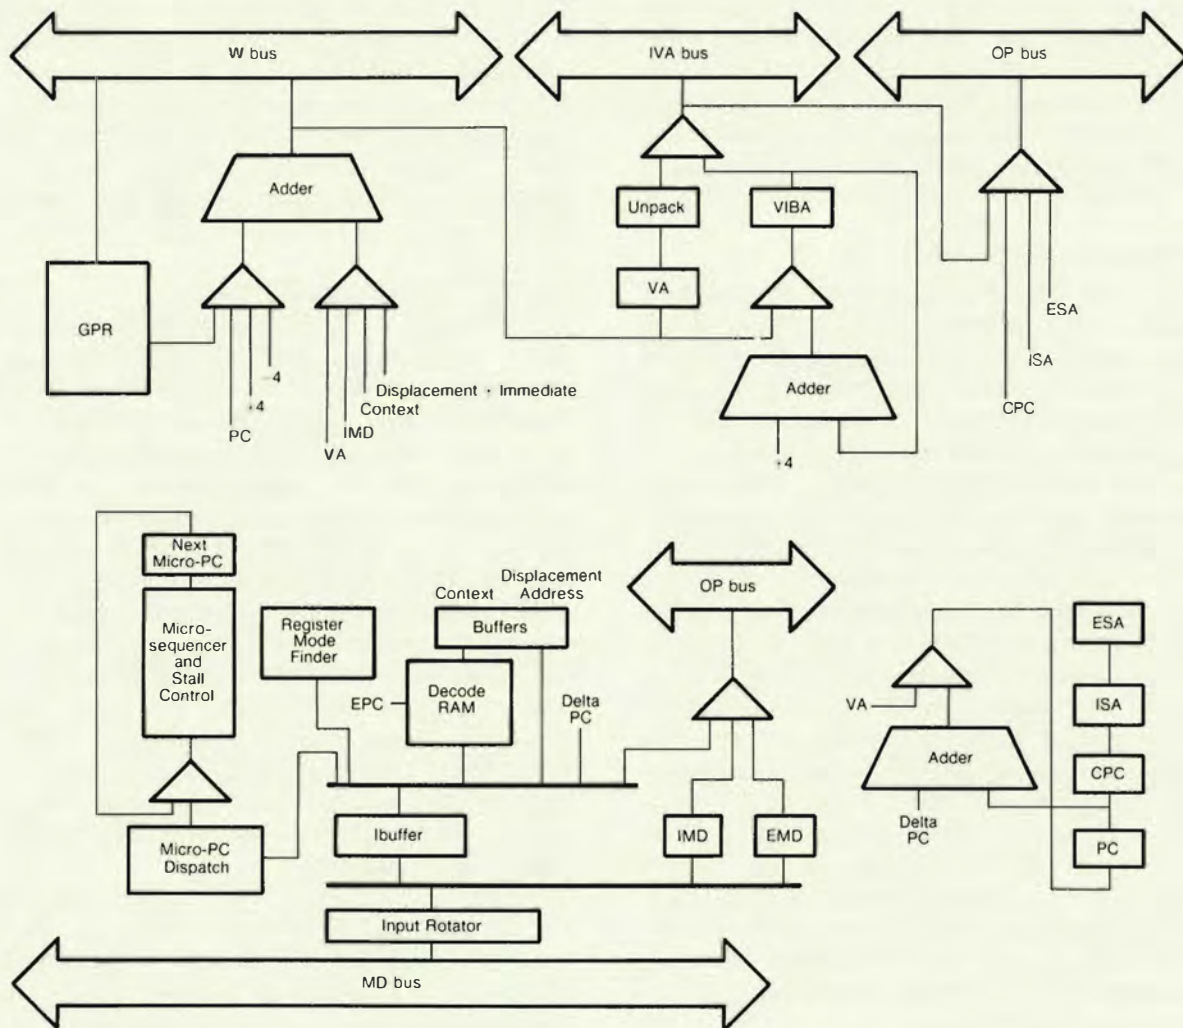 W bus
IVA bus
OP bus
Adder
Unpack
VIBA
GPR
VA
ESA
ISA
CPC
-4
+4
PC
Displacement + Immediate
Context
IMD
VA
Adder
+4
Next
Micro-PC
Micro-
sequencer
and
Stall
Control
Micro-PC
Dispatch
Register
Mode
Finder
Context
Displacement
Address
Buffers
EPC
Decode
RAM
Delta
PC
OP bus
Ibuffer
IMD
EMD
Input Rotator
MD bus
VA
Adder
Delta
PC
ESA
ISA
CPC
PC